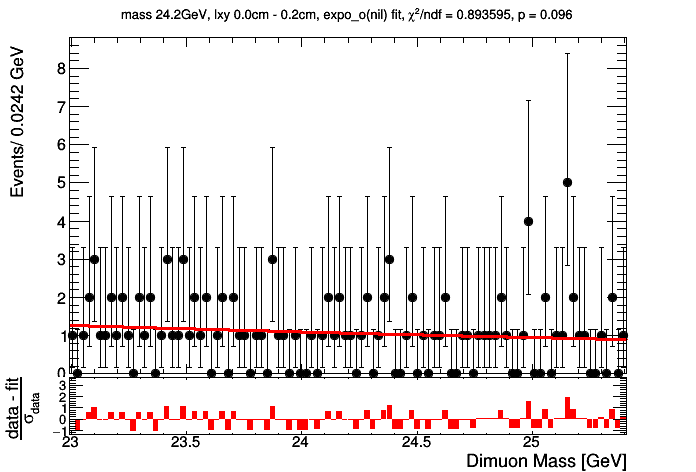 mass 24.2GeV, lxy 0.0cm - 0.2cm, expo_o(nil) fit, χ²/ndf = 0.893595, p = 0.096
Events/ 0.0242 GeV
8
7
6
5
4
3
2
1
0
data - fit
σdata
3
2
1
0
−1
23 23.5 24 24.5 25
Dimuon Mass [GeV]